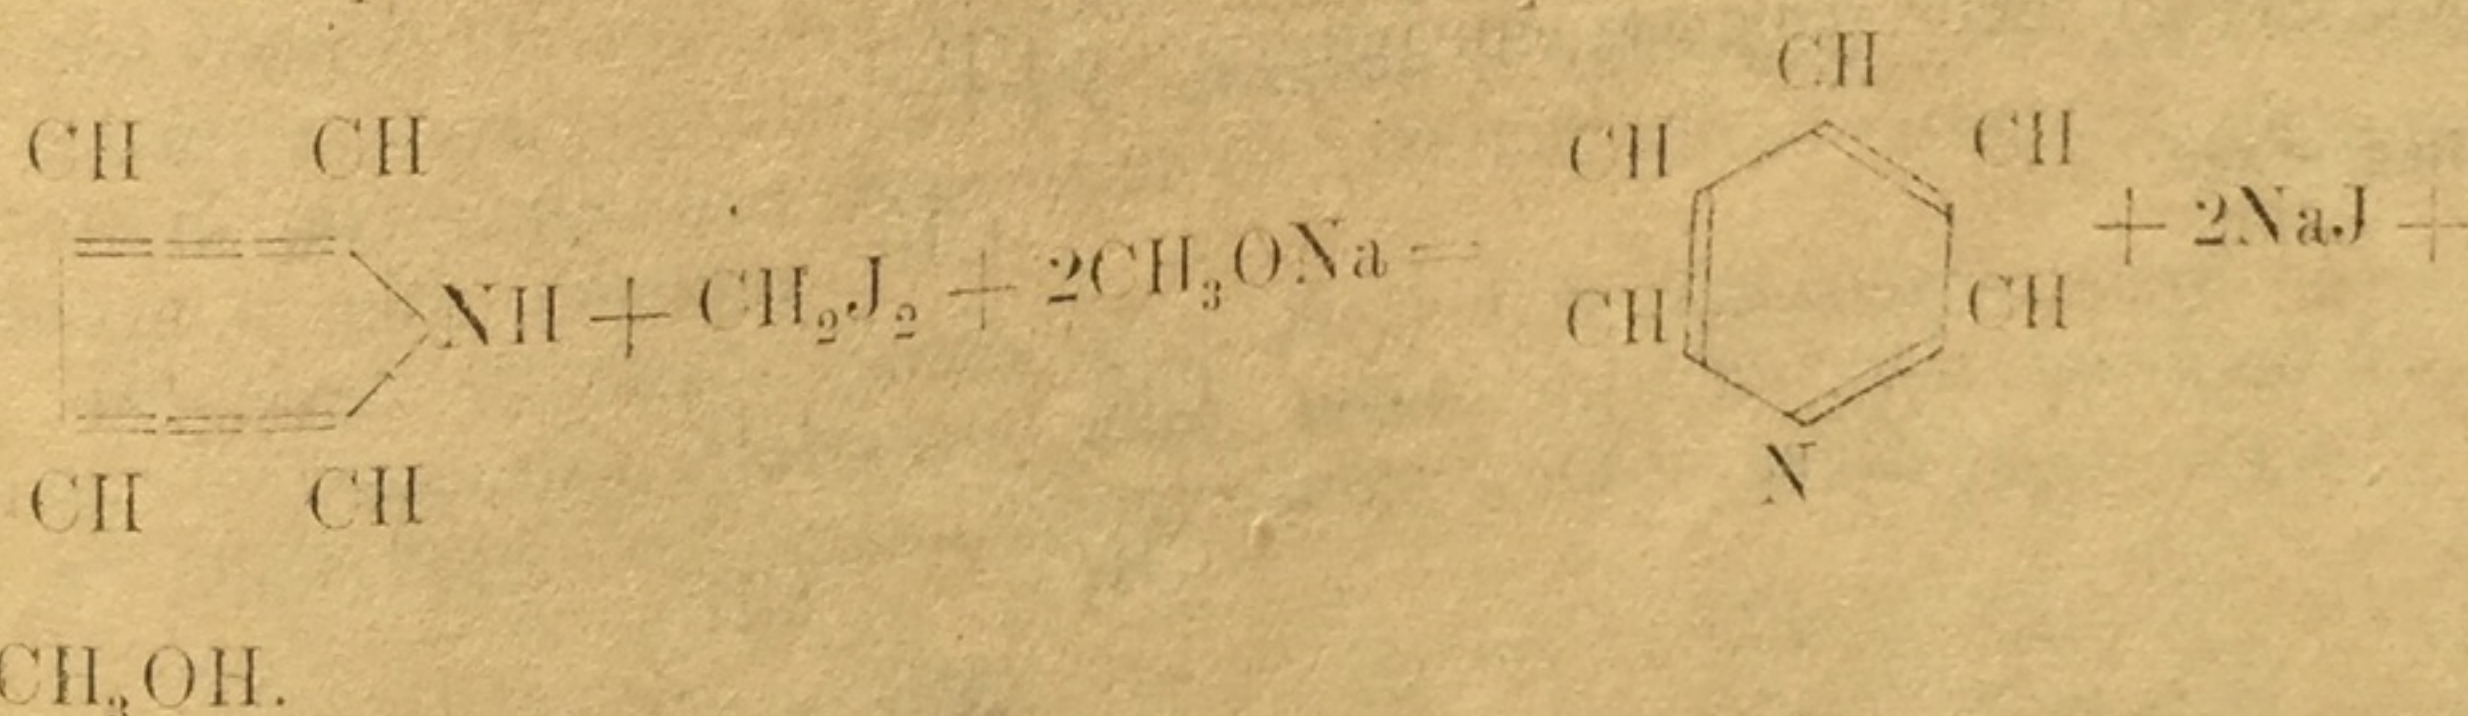 CH
CH CH CH CH
NH + CH₂J₂ + 2CH₃ONa = + 2NaJ +
CH CH
N
CH CH
CH₃OH.